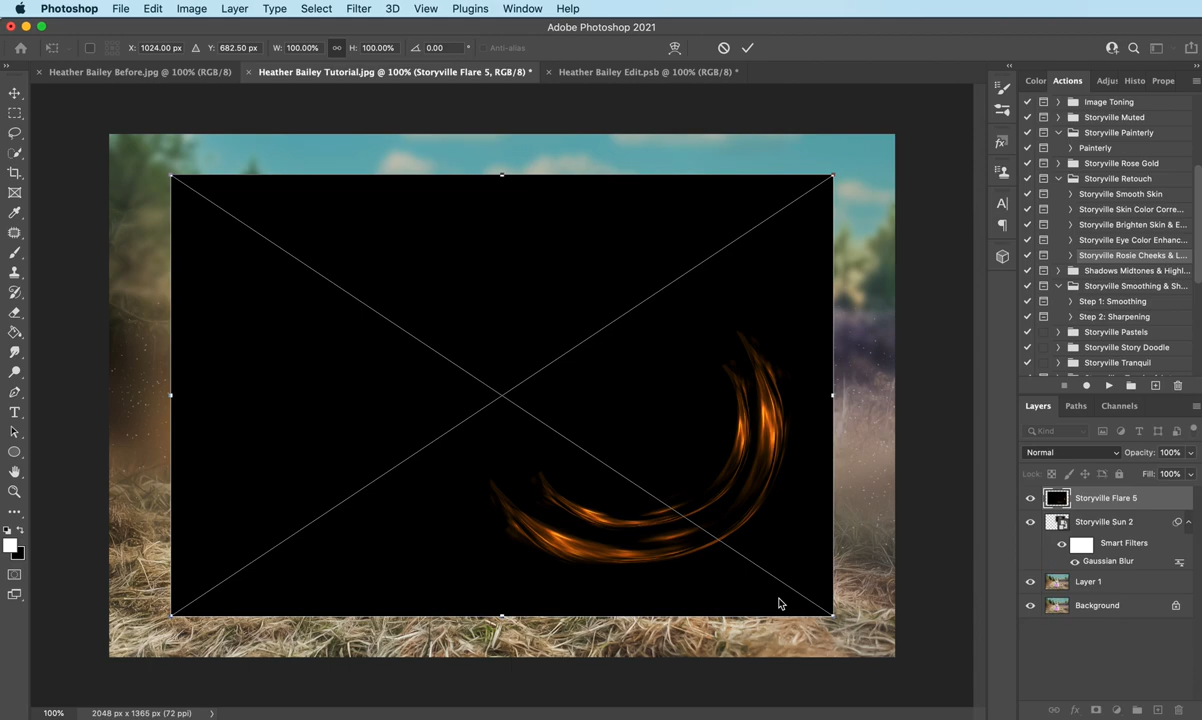 Photoshop File Edit Image Layer Type Select Filter 3D View Plugins Window Help
Adobe Photoshop 2021
X: 1024.00 px Y: 682.50 px W: 100.00% H: 100.00% 0.00 ° Anti-alias
× Heather Bailey Before.jpg @ 100% (RGB/8) × Heather Bailey Tutorial.jpg @ 100% (Storyville Flare 5, RGB/8) * × Heather Bailey Edit.psb @ 100% (RGB/8) *
Color Actions Adjus Histo Prope
Image Toning
Storyville Muted
Storyville Painterly
Painterly
Storyville Rose Gold
Storyville Retouch
Storyville Smooth Skin
Storyville Skin Color Corre...
Storyville Brighten Skin & E...
Storyville Eye Color Enhanc...
Storyville Rosie Cheeks & L...
Shadows Midtones & Highl...
Storyville Smoothing & Sh...
Step 1: Smoothing
Step 2: Sharpening
Storyville Pastels
Storyville Story Doodle
Storyville Tranquil
Layers Paths Channels
Kind
Normal Opacity: 100%
Lock: Fill: 100%
Storyville Flare 5
Storyville Sun 2
Smart Filters
Gaussian Blur
Layer 1
Background
100% 2048 px x 1365 px (72 ppi)